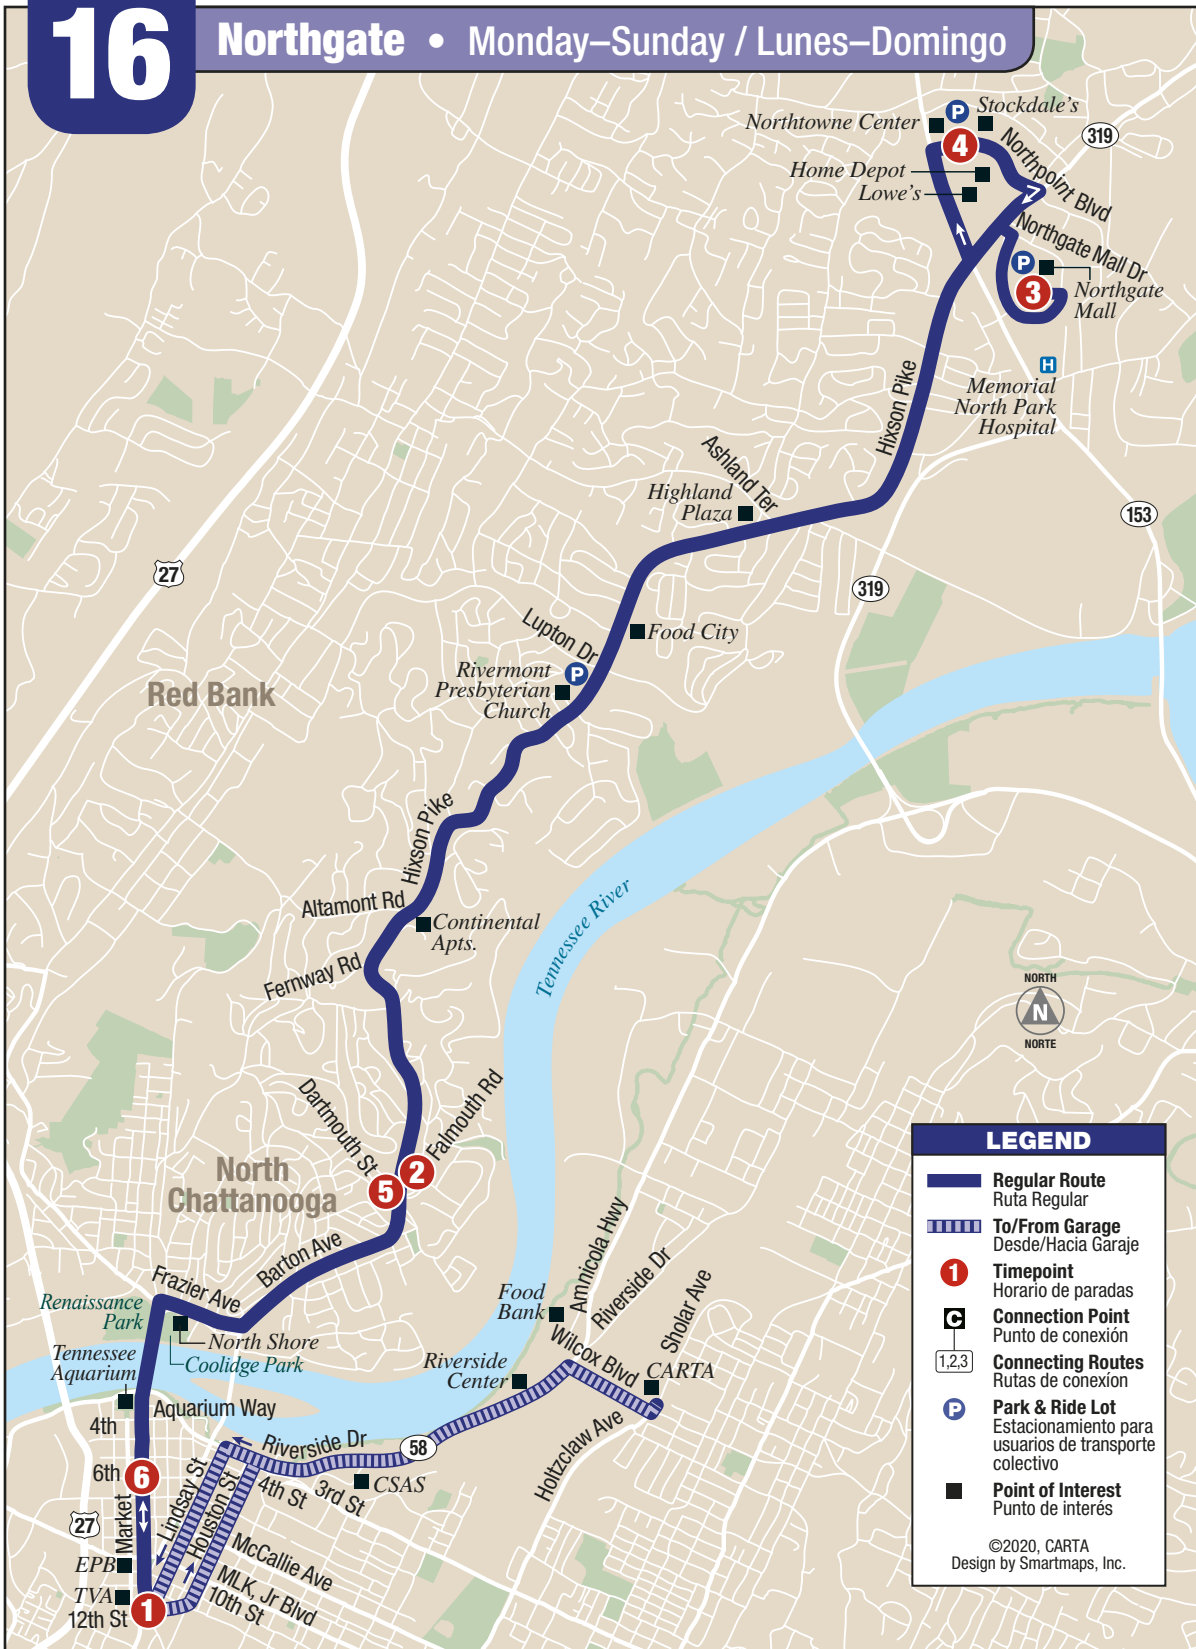 16
Northgate • Monday–Sunday / Lunes–Domingo
P
Stockdale's
Northtowne Center
319
4
Northpoint Blvd
Home Depot
Lowe's
Northgate Mall Dr
P
3
Northgate
Mall
H
Memorial
North Park
Hospital
Hixson Pike
Ashland Ter
Highland
Plaza
153
27
319
Lupton Dr
Food City
P
Rivermont
Presbyterian
Church
Red Bank
Hixson Pike
Altamont Rd
Continental
Apts.
Tennessee River
Fernway Rd
NORTH
N
NORTE
Dartmouth St
Falmouth Rd
2
5
North
Chattanooga
Barton Ave
Frazier Ave
Renaissance
Park
North Shore
Coolidge Park
Tennessee
Aquarium
Aquarium Way
4th
Food
Bank
Amnicola Hwy
Riverside Dr
Sholar Ave
Wilcox Blvd
CARTA
Riverside
Center
Holtzclaw Ave
Riverside Dr
58
CSAS
4th St
3rd St
6th
6
Market
Lindsay St
Houston St
27
McCallie Ave
EPB
MLK, Jr Blvd
10th St
TVA
12th St
1
LEGEND
Regular Route
Ruta Regular
To/From Garage
Desde/Hacia Garaje
1
Timepoint
Horario de paradas
C
Connection Point
Punto de conexión
1,2,3
Connecting Routes
Rutas de conexíon
P
Park & Ride Lot
Estacionamiento para
usuarios de transporte
colectivo
Point of Interest
Punto de interés
©2020, CARTA
Design by Smartmaps, Inc.